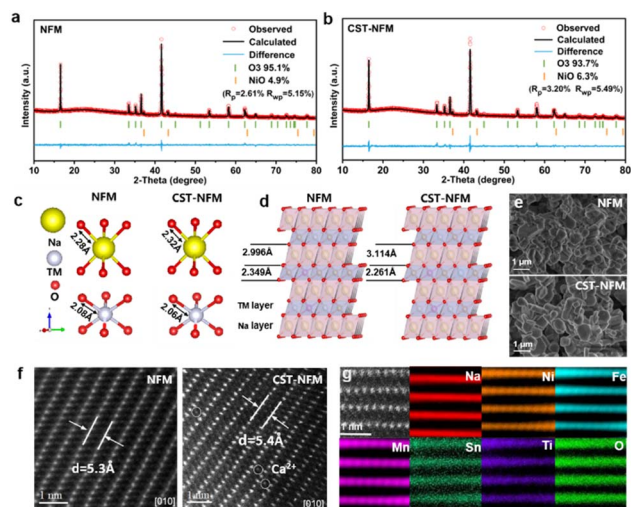 a
NFM
Observed
Calculated
Difference
O3 95.1%
NiO 4.9%
(Rp=2.61% Rwp=5.15%)
Intensity (a.u.)
10 20 30 40 50 60 70 80
2-Theta (degree)
b
CST-NFM
Observed
Calculated
Difference
O3 93.7%
NiO 6.3%
(Rp=3.20% Rwp=5.49%)
Intensity (a.u.)
10 20 30 40 50 60 70 80
2-Theta (degree)
c
NFM
CST-NFM
Na
TM
O
2.28Å
2.32Å
2.08Å
2.06Å
d
NFM
CST-NFM
2.996Å
2.349Å
3.114Å
2.261Å
TM layer
Na layer
e
NFM
1 μm
CST-NFM
1 μm
f
NFM
d=5.3Å
1 nm
[010]
CST-NFM
d=5.4Å
Ca2+
1 nm
[010]
g
1 nm
Na
Ni
Fe
Mn
Sn
Ti
O